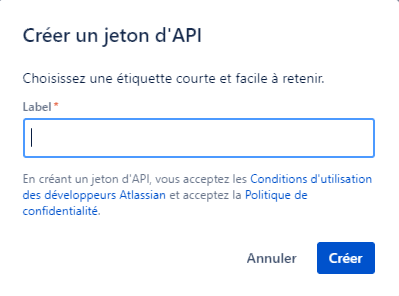 Créer un jeton d'API
Choisissez une étiquette courte et facile à retenir.
Label*
En créant un jeton d'API, vous acceptez les Conditions d'utilisation
des développeurs Atlassian et acceptez la Politique de
confidentialité.
Annuler Créer